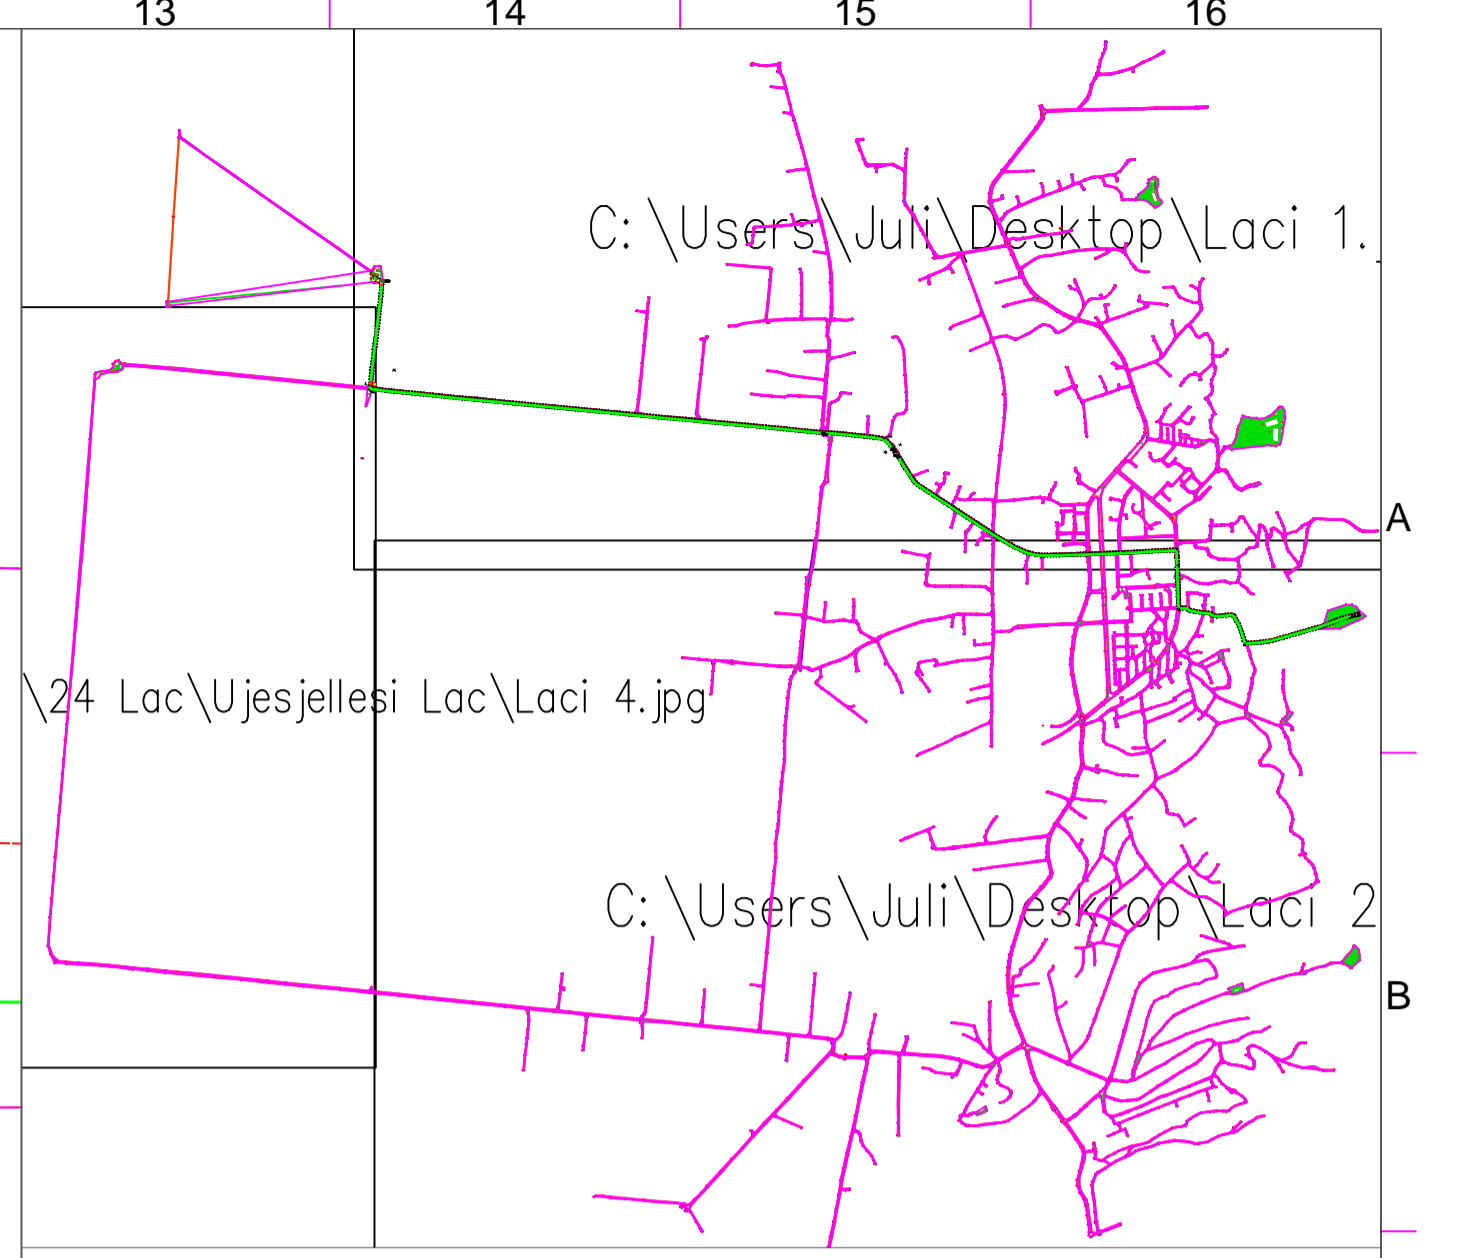 13 14 15 16
C:\Users\Juli\Desktop\Laci 1.
A
\24 Lac\Ujesjellesi Lac\Laci 4.jpg
C:\Users\Juli\Desktop\Laci 2
B